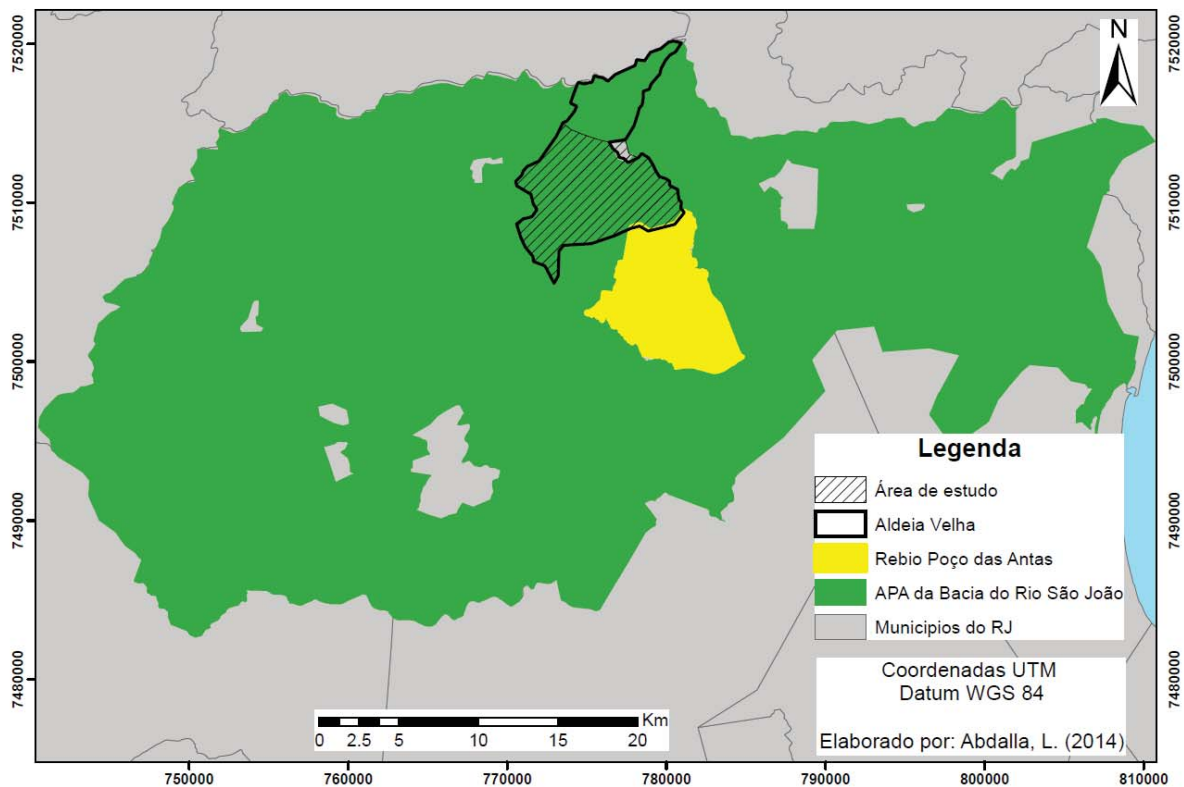 N
7520000
7520000
7510000
7510000
7500000
7500000
7490000
7490000
7480000
7480000
Legenda
Área de estudo
Aldeia Velha
Rebio Poço das Antas
APA da Bacia do Rio São João
Municipios do RJ
Coordenadas UTM
Datum WGS 84
Elaborado por: Abdalla, L. (2014)
Km
0 2.5 5 10 15 20
750000 760000 770000 780000 790000 800000 810000